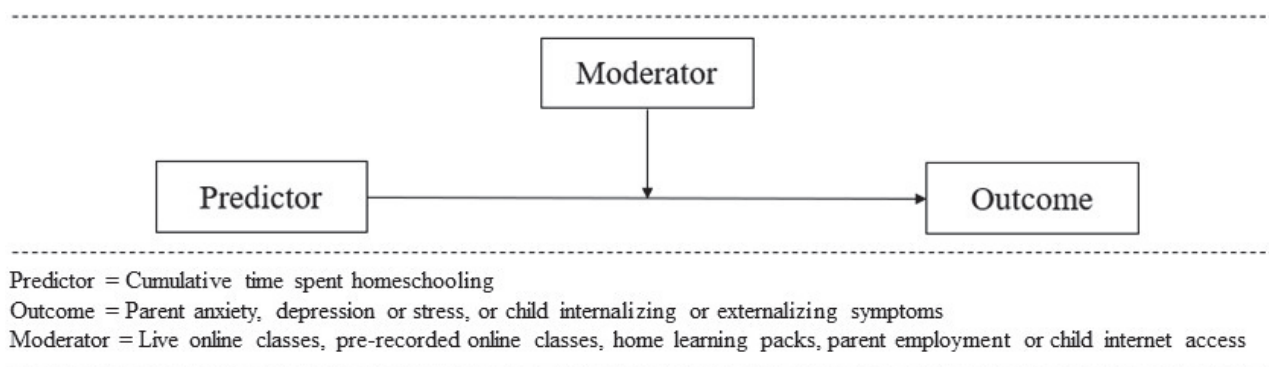 Moderator
Predictor
Outcome
Predictor = Cumulative time spent homeschooling
Outcome = Parent anxiety, depression or stress, or child internalizing or externalizing symptoms
Moderator = Live online classes, pre-recorded online classes, home learning packs, parent employment or child internet access